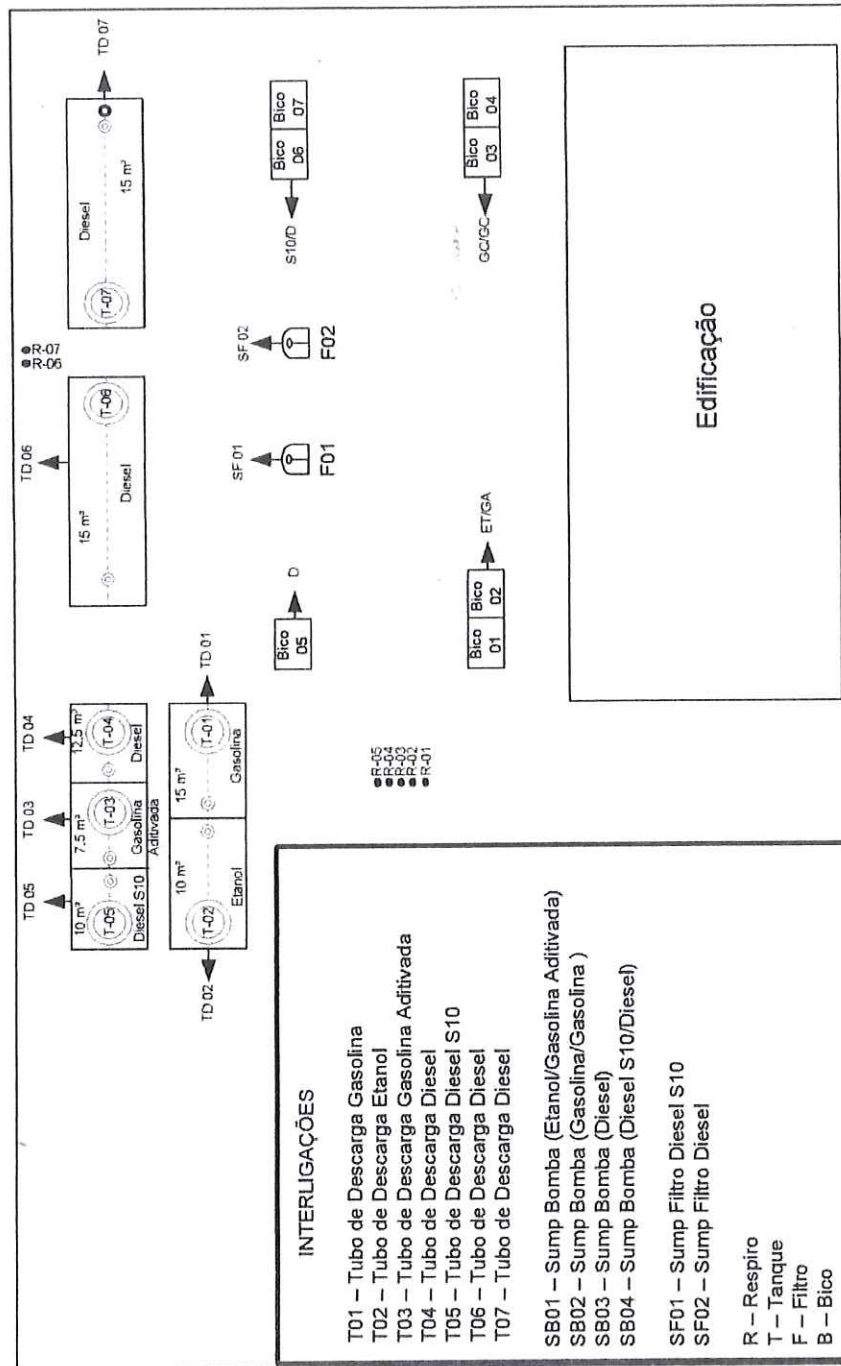 TD 05
TD 03
TD 04
TD 06
R-07
R-06
TD 07
10 m³
7.5 m³
12.5 m³
15 m³
Diesel
T-05
T-03
T-04
T-06
T-07
Diesel S10
Gasolina
Aditivada
Diesel
Diesel
15 m³
TD 02
10 m³
15 m³
TD 01
T-02
T-01
Etanol
Gasolina
SF 01
SF 02
S10/D
Bico 06
Bico 07
Bico 05
D
F01
F02
R-05
R-04
R-03
R-02
R-01
Bico 01
Bico 02
ET/GA
GC/GC
Bico 03
Bico 04
Edificação
INTERLIGAÇÕES
T01 – Tubo de Descarga Gasolina
T02 – Tubo de Descarga Etanol
T03 – Tubo de Descarga Gasolina Aditivada
T04 – Tubo de Descarga Diesel
T05 – Tubo de Descarga Diesel S10
T06 – Tubo de Descarga Diesel
T07 – Tubo de Descarga Diesel
SB01 – Sump Bomba (Etanol/Gasolina Aditivada)
SB02 – Sump Bomba (Gasolina/Gasolina )
SB03 – Sump Bomba (Diesel)
SB04 – Sump Bomba (Diesel S10/Diesel)
SF01 – Sump Filtro Diesel S10
SF02 – Sump Filtro Diesel
R – Respiro
T – Tanque
F – Filtro
B – Bico